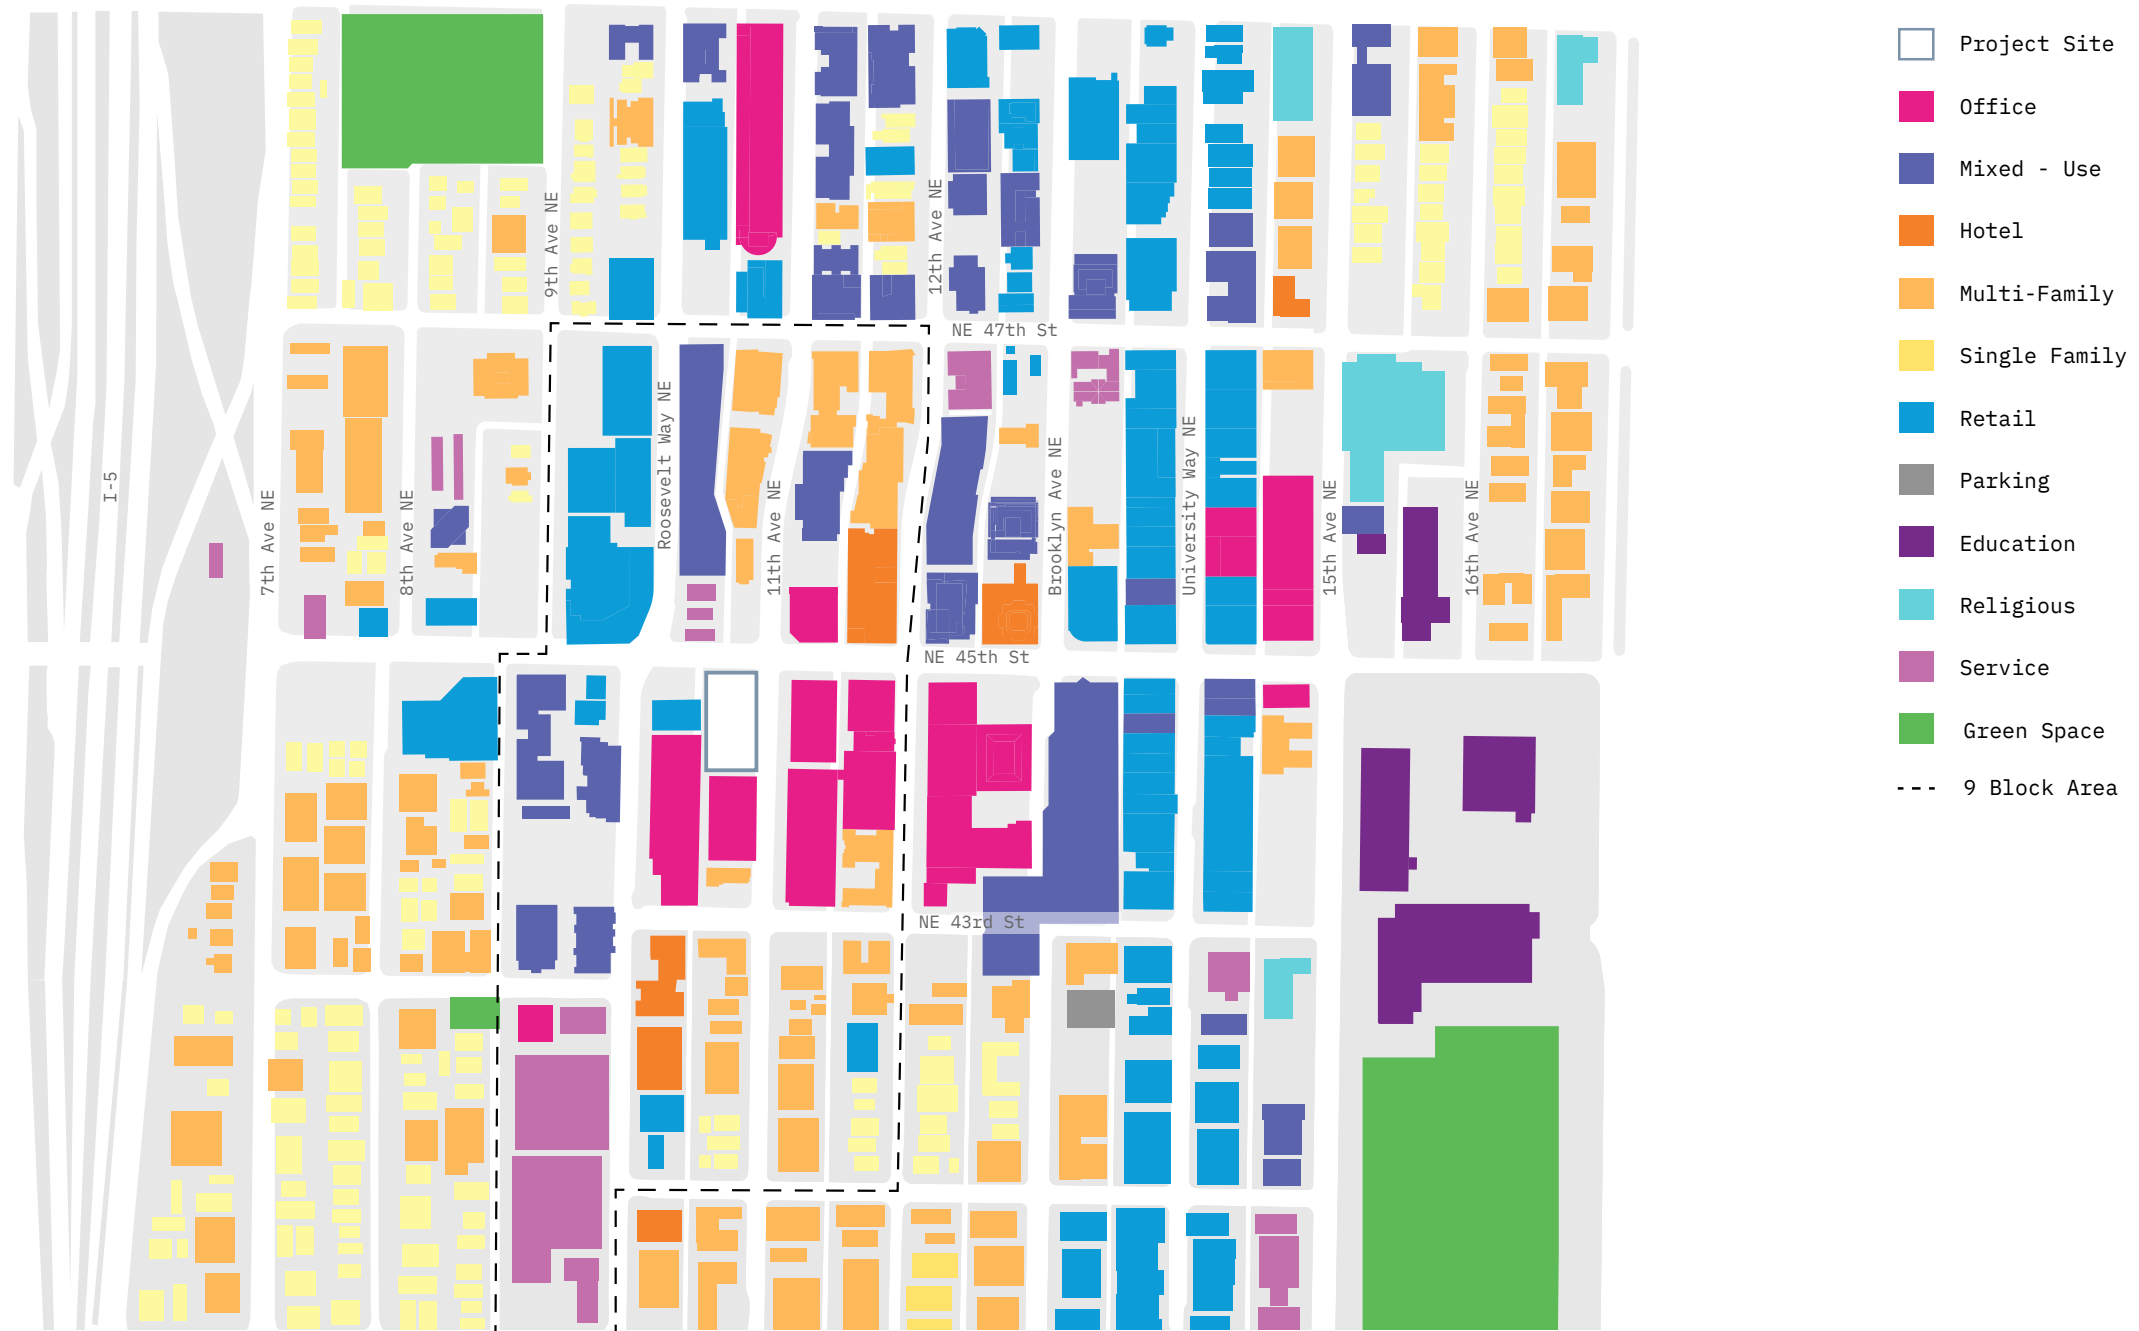 9th Ave NE
12th Ave NE
NE 47th St
I-5
7th Ave NE
8th Ave NE
Roosevelt Way NE
11th Ave NE
Brooklyn Ave NE
University Way NE
15th Ave NE
16th Ave NE
NE 45th St
NE 43rd St
Project Site
Office
Mixed - Use
Hotel
Multi-Family
Single Family
Retail
Parking
Education
Religious
Service
Green Space
9 Block Area